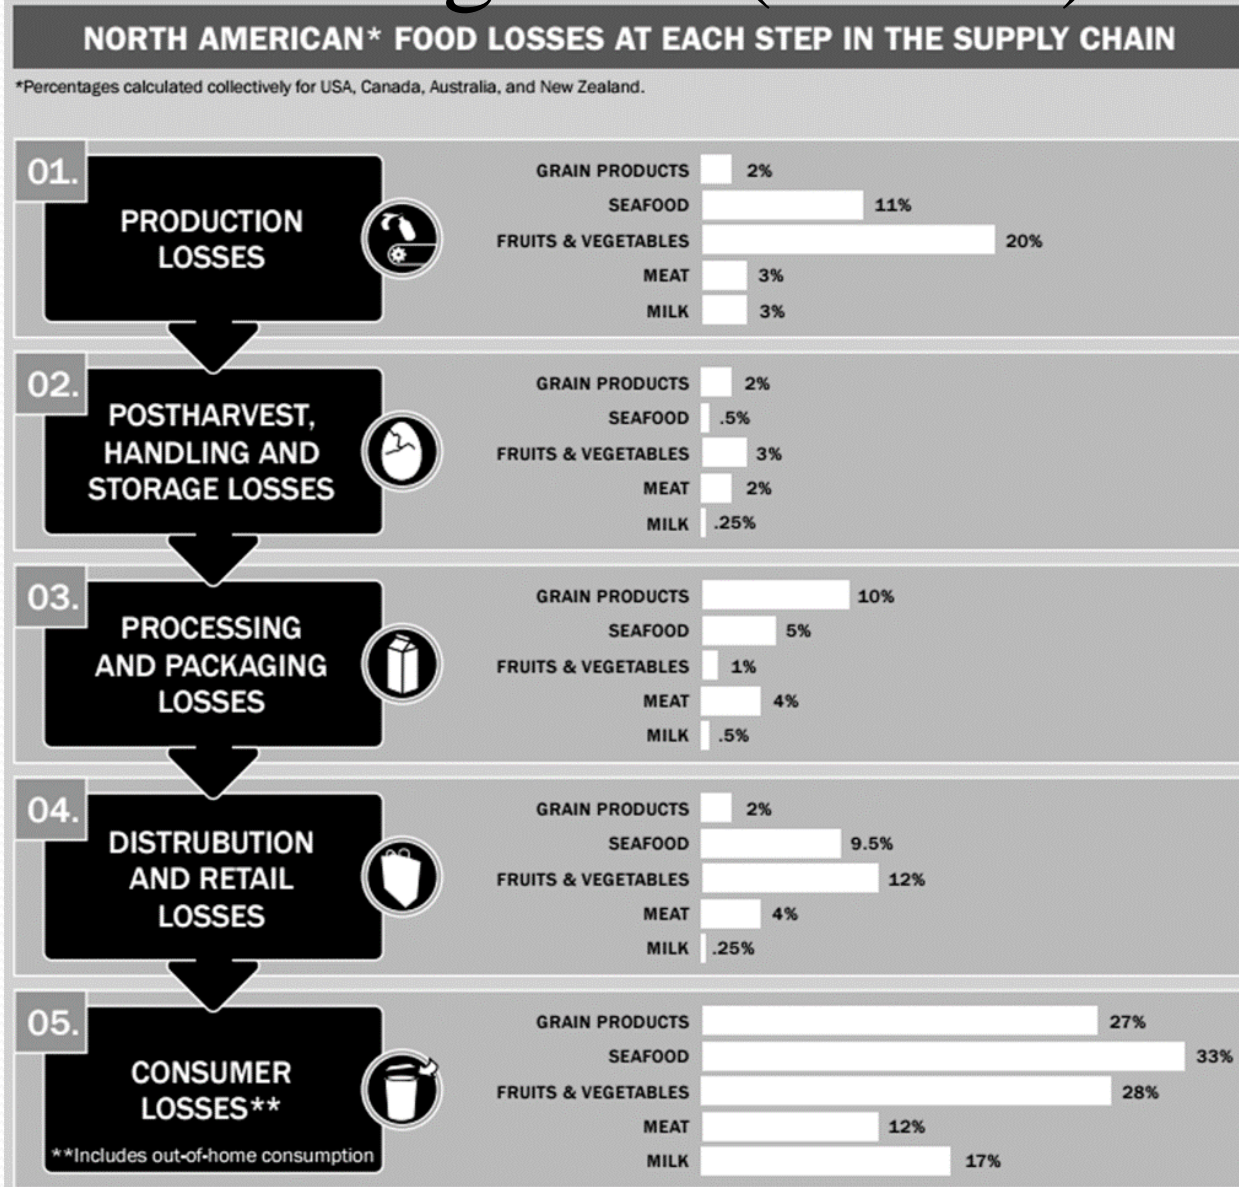 NORTH AMERICAN* FOOD LOSSES AT EACH STEP IN THE SUPPLY CHAIN
*Percentages calculated collectively for USA, Canada, Australia, and New Zealand.
01.
PRODUCTION
LOSSES
GRAIN PRODUCTS 2%
SEAFOOD 11%
FRUITS & VEGETABLES 20%
MEAT 3%
MILK 3%
02.
POSTHARVEST,
HANDLING AND
STORAGE LOSSES
GRAIN PRODUCTS 2%
SEAFOOD .5%
FRUITS & VEGETABLES 3%
MEAT 2%
MILK .25%
03.
PROCESSING
AND PACKAGING
LOSSES
GRAIN PRODUCTS 10%
SEAFOOD 5%
FRUITS & VEGETABLES 1%
MEAT 4%
MILK .5%
04.
DISTRUBUTION
AND RETAIL
LOSSES
GRAIN PRODUCTS 2%
SEAFOOD 9.5%
FRUITS & VEGETABLES 12%
MEAT 4%
MILK .25%
05.
CONSUMER
LOSSES**
**Includes out-of-home consumption
GRAIN PRODUCTS 27%
SEAFOOD 33%
FRUITS & VEGETABLES 28%
MEAT 12%
MILK 17%